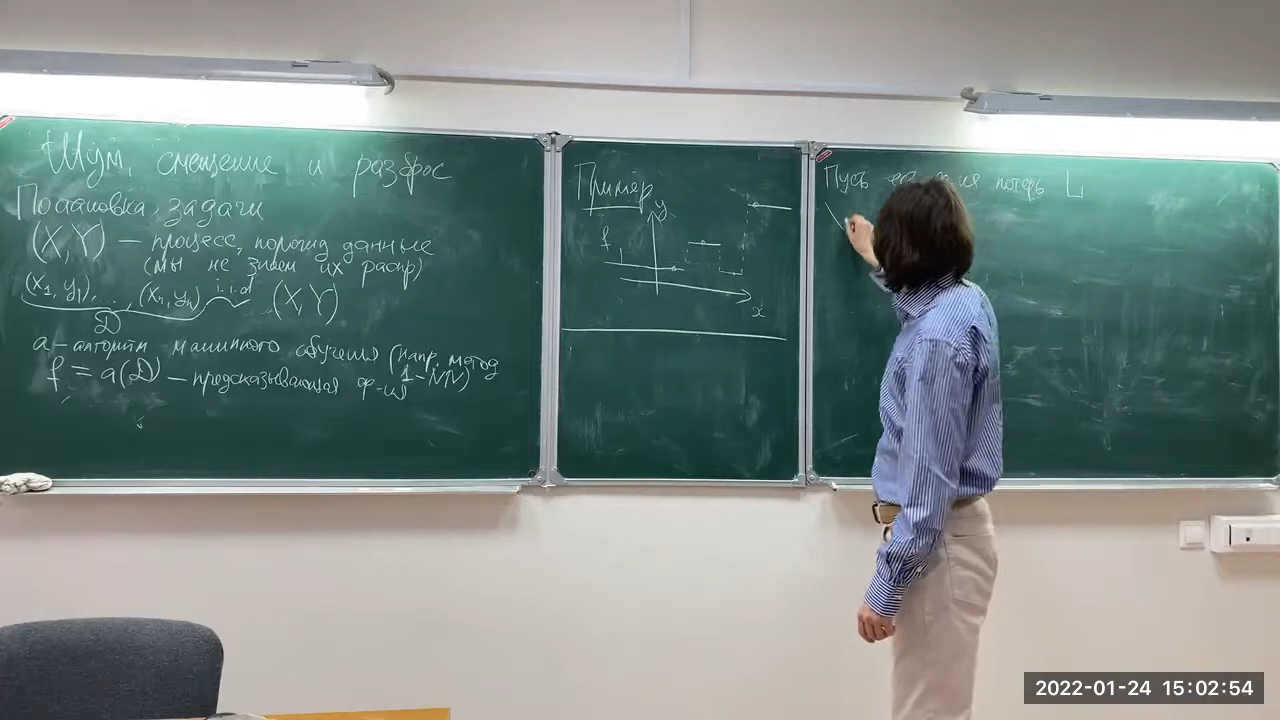 Шум смещение и разброс
Постановка задачи
(X, Y) — процесс, порожд данные
(мы не знаем их распр)
(x₁, y₁), ..., (xₙ, yₙ) i.i.d (X, Y)
D
a — алгоритм машинного обучения (напр, метод
1-NN)
f = a(D) — предсказывающая ф-ия
Пример
y
f
x
Пусть потерь L
2022-01-24 15:02:54